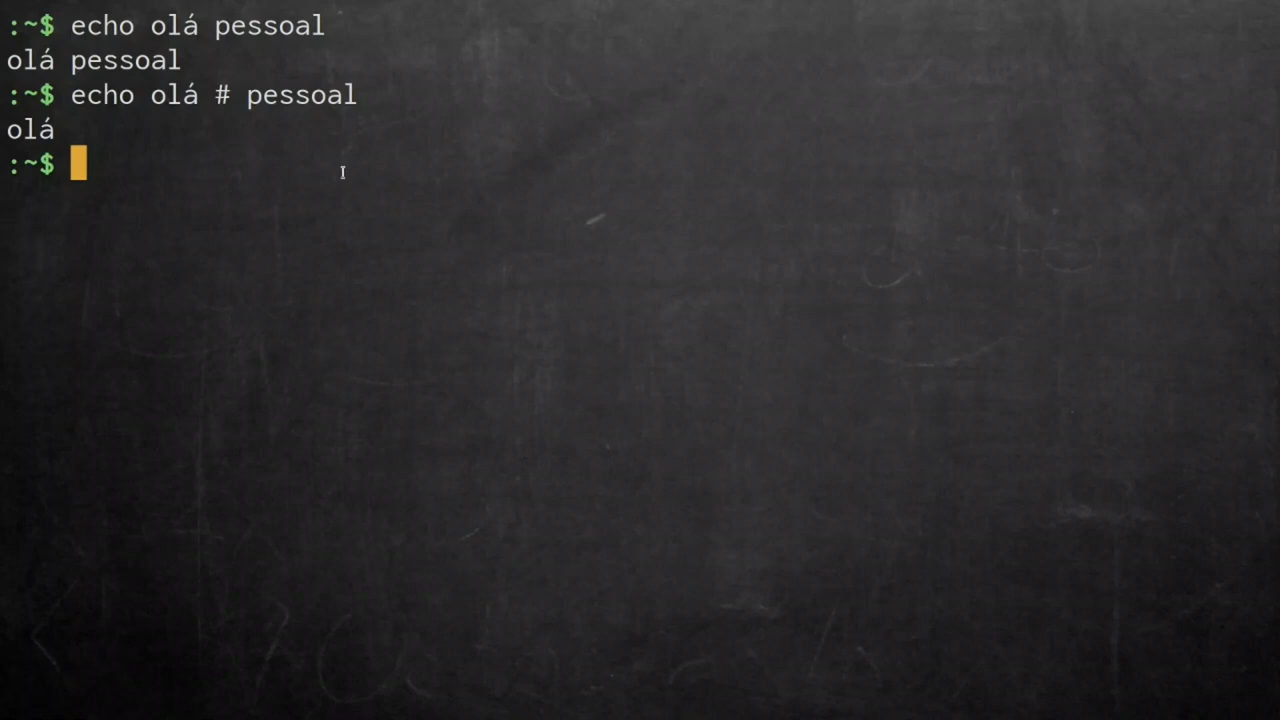 :~$ echo olá pessoal
olá pessoal
:~$ echo olá # pessoal
olá
:~$